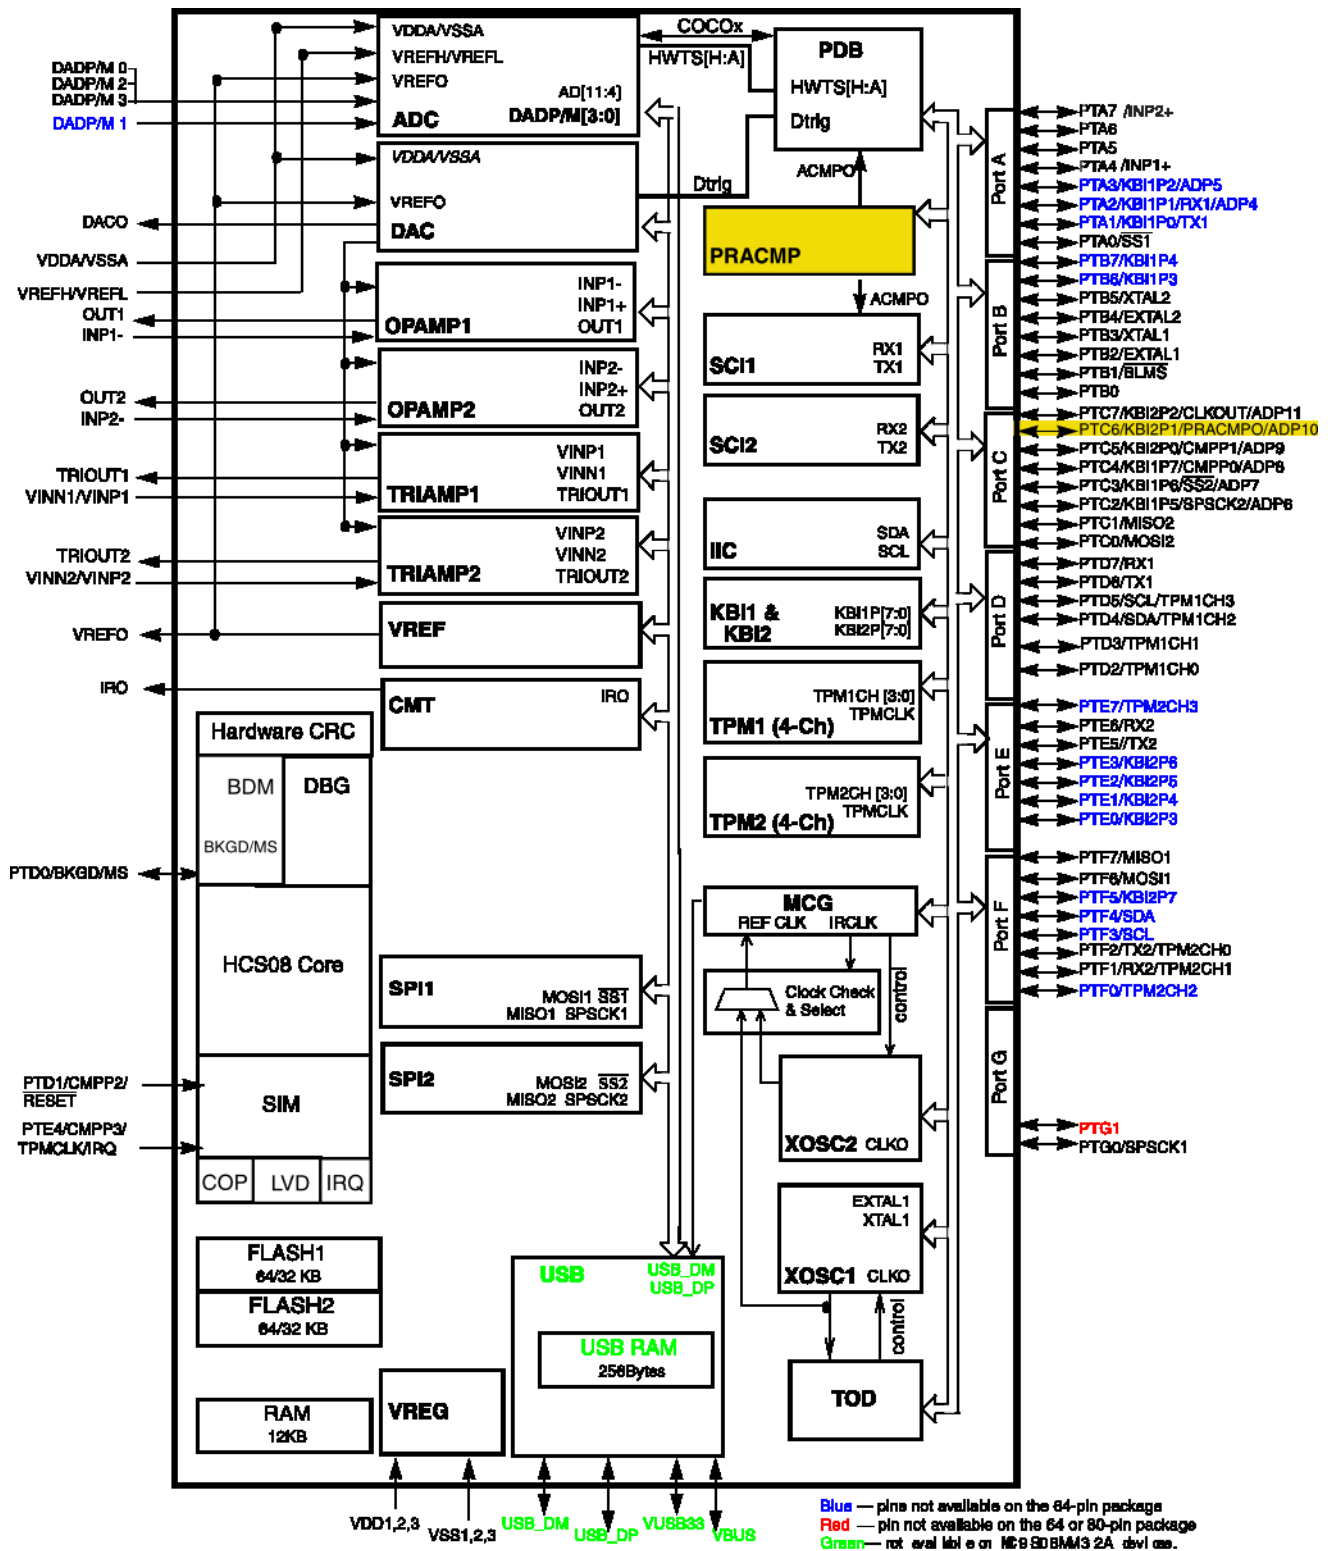 DADP/M 0
DADP/M 2
DADP/M 3
DADP/M 1
DACO
VDDA/VSSA
VREFH/VREFL
OUT1
INP1-
OUT2
INP2-
TRIOUT1
VINN1/VINP1
TRIOUT2
VINN2/VINP2
VREFO
IRO
PTD0/BKGD/MS
PTD1/CMPP2/
RESET
PTE4/CMPP3/
TPMCLK/IRQ
VDDA/VSSA
VREFH/VREFL
VREFO
AD[11:4]
DADP/M[3:0]
ADC
VDDA/VSSA
VREFO
DAC
INP1-
INP1+
OUT1
OPAMP1
INP2-
INP2+
OUT2
OPAMP2
VINP1
VINN1
TRIOUT1
TRIAMP1
VINP2
VINN2
TRIOUT2
TRIAMP2
VREF
IRO
CMT
Hardware CRC
BDM
DBG
BKGD/MS
HCS08 Core
SIM
COP
LVD
IRQ
SPI1
MOSI1 SS1
MISO1 SPSCK1
SPI2
MOSI2 SS2
MISO2 SPSCK2
FLASH1
64/32 KB
FLASH2
64/32 KB
RAM
12KB
VREG
VDD1,2,3
VSS1,2,3
USB
USB_DM
USB_DP
USB RAM
256Bytes
USB_DM
USB_DP
VUSB33
VBUS
COCOx
HWTS[H:A]
PDB
HWTS[H:A]
Dtrig
Dtrig
ACMPO
PRACMP
ACMPO
RX1
TX1
SCI1
RX2
TX2
SCI2
SDA
SCL
IIC
KBI1 &
KBI2
KBI1P[7:0]
KBI2P[7:0]
TPM1CH [3:0]
TPMCLK
TPM1 (4-Ch)
TPM2CH [3:0]
TPMCLK
TPM2 (4-Ch)
MCG
REF CLK
IRCLK
Clock Check
& Select
control
XOSC2 CLKO
EXTAL1
XTAL1
XOSC1 CLKO
control
TOD
Port A
PTA7 /INP2+
PTA6
PTA5
PTA4 /INP1+
PTA3/KBI1P2/ADP5
PTA2/KBI1P1/RX1/ADP4
PTA1/KBI1P0/TX1
PTA0/SS1
Port B
PTB7/KBI1P4
PTB6/KBI1P3
PTB5/XTAL2
PTB4/EXTAL2
PTB3/XTAL1
PTB2/EXTAL1
PTB1/BLMS
PTB0
Port C
PTC7/KBI2P2/CLKOUT/ADP11
PTC6/KBI2P1/PRACMPO/ADP10
PTC5/KBI2P0/CMPP1/ADP9
PTC4/KBI1P7/CMPP0/ADP8
PTC3/KBI1P6/SS2/ADP7
PTC2/KBI1P5/SPSCK2/ADP6
PTC1/MISO2
PTC0/MOSI2
Port D
PTD7/RX1
PTD6/TX1
PTD5/SCL/TPM1CH3
PTD4/SDA/TPM1CH2
PTD3/TPM1CH1
PTD2/TPM1CH0
Port E
PTE7/TPM2CH3
PTE6/RX2
PTE5//TX2
PTE3/KBI2P6
PTE2/KBI2P5
PTE1/KBI2P4
PTE0/KBI2P3
Port F
PTF7/MISO1
PTF6/MOSI1
PTF5/KBI2P7
PTF4/SDA
PTF3/SCL
PTF2/TX2/TPM2CH0
PTF1/RX2/TPM2CH1
PTF0/TPM2CH2
Port G
PTG1
PTG0/SPSCK1
Blue — pins not available on the 64-pin package
Red — pin not available on the 64 or 80-pin package
Green — not available on MC9S08MM32A devices.